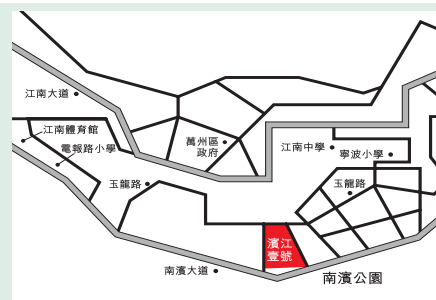 江南大道
江南體育館
電報路小學
萬州區
政府
江南中學
寧波小學
玉龍路
玉龍路
濱江
壹號
南濱大道
南濱公園